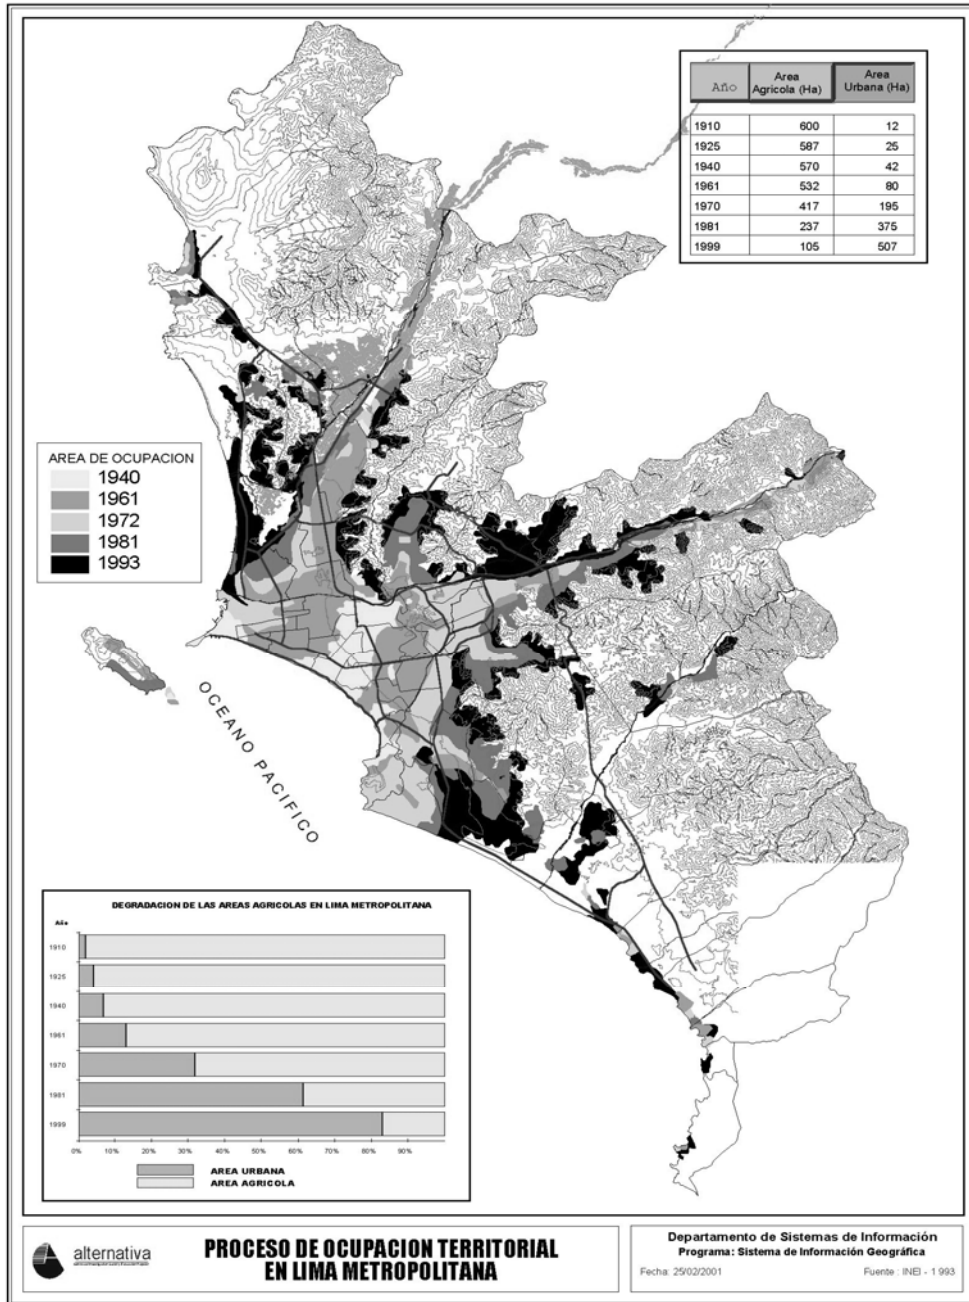 Año Area Agricola (Ha) Area Urbana (Ha)
1910 600 12
1925 587 25
1940 570 42
1961 532 80
1970 417 195
1981 237 375
1999 105 507
AREA DE OCUPACION
1940
1961
1972
1981
1993
OCEANO PACIFICO
DEGRADACION DE LAS AREAS AGRICOLAS EN LIMA METROPOLITANA
Año
1910
1925
1940
1961
1970
1981
1999
0% 10% 20% 30% 40% 50% 60% 70% 80% 90%
AREA URBANA
AREA AGRICOLA
alternativa
PROCESO DE OCUPACION TERRITORIAL
EN LIMA METROPOLITANA
Departamento de Sistemas de Información
Programa: Sistema de Información Geográfica
Fecha: 25/02/2001 Fuente : INEI - 1 993